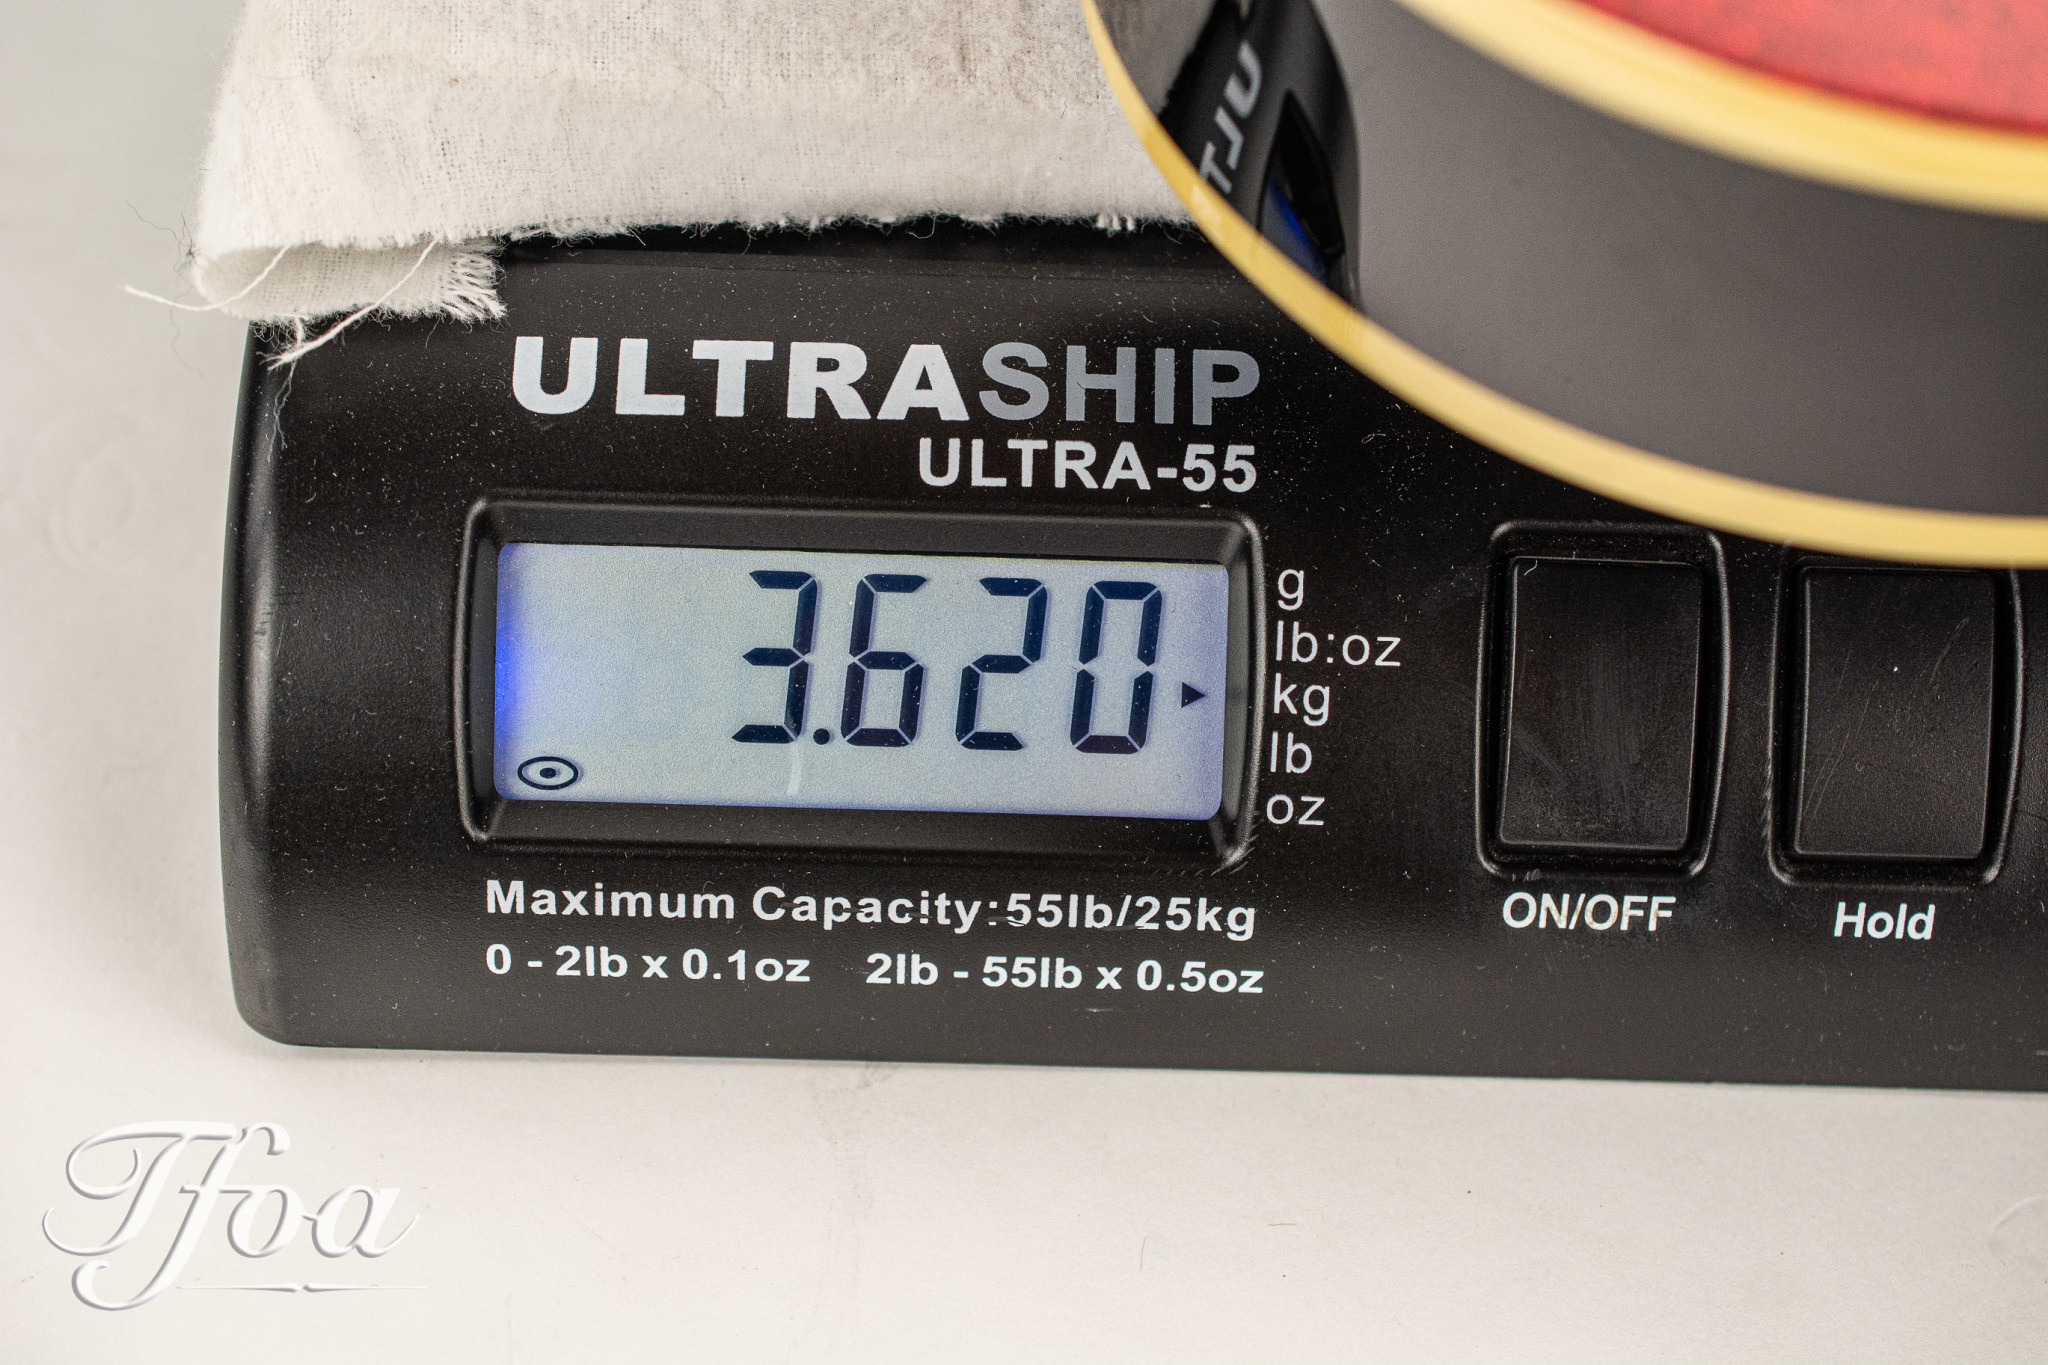 ULTRASHIP
ULTRA-55
3.620
g
lb:oz
kg
lb
oz
Maximum Capacity:55lb/25kg
0 - 2lb x 0.1oz 2lb - 55lb x 0.5oz
ON/OFF
Hold
Tfoa